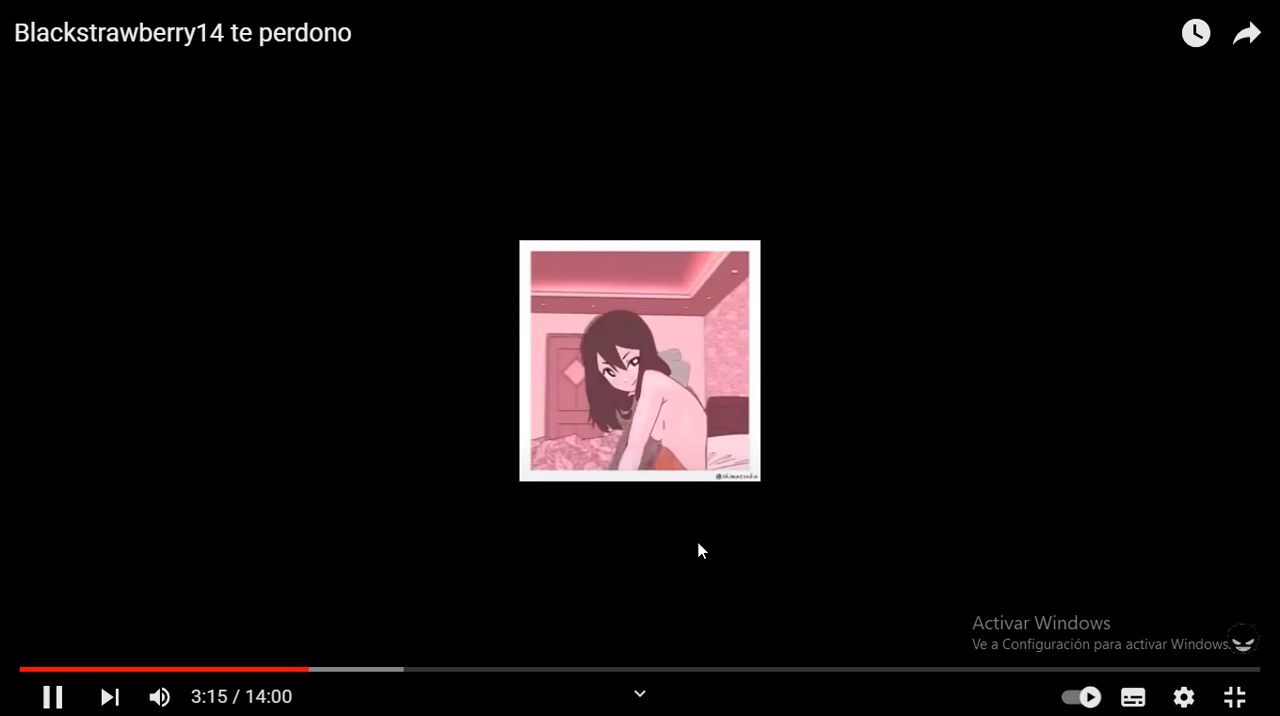 Blackstrawberry14 te perdono
Activar Windows
Ve a Configuración para activar Windows.
3:15 / 14:00